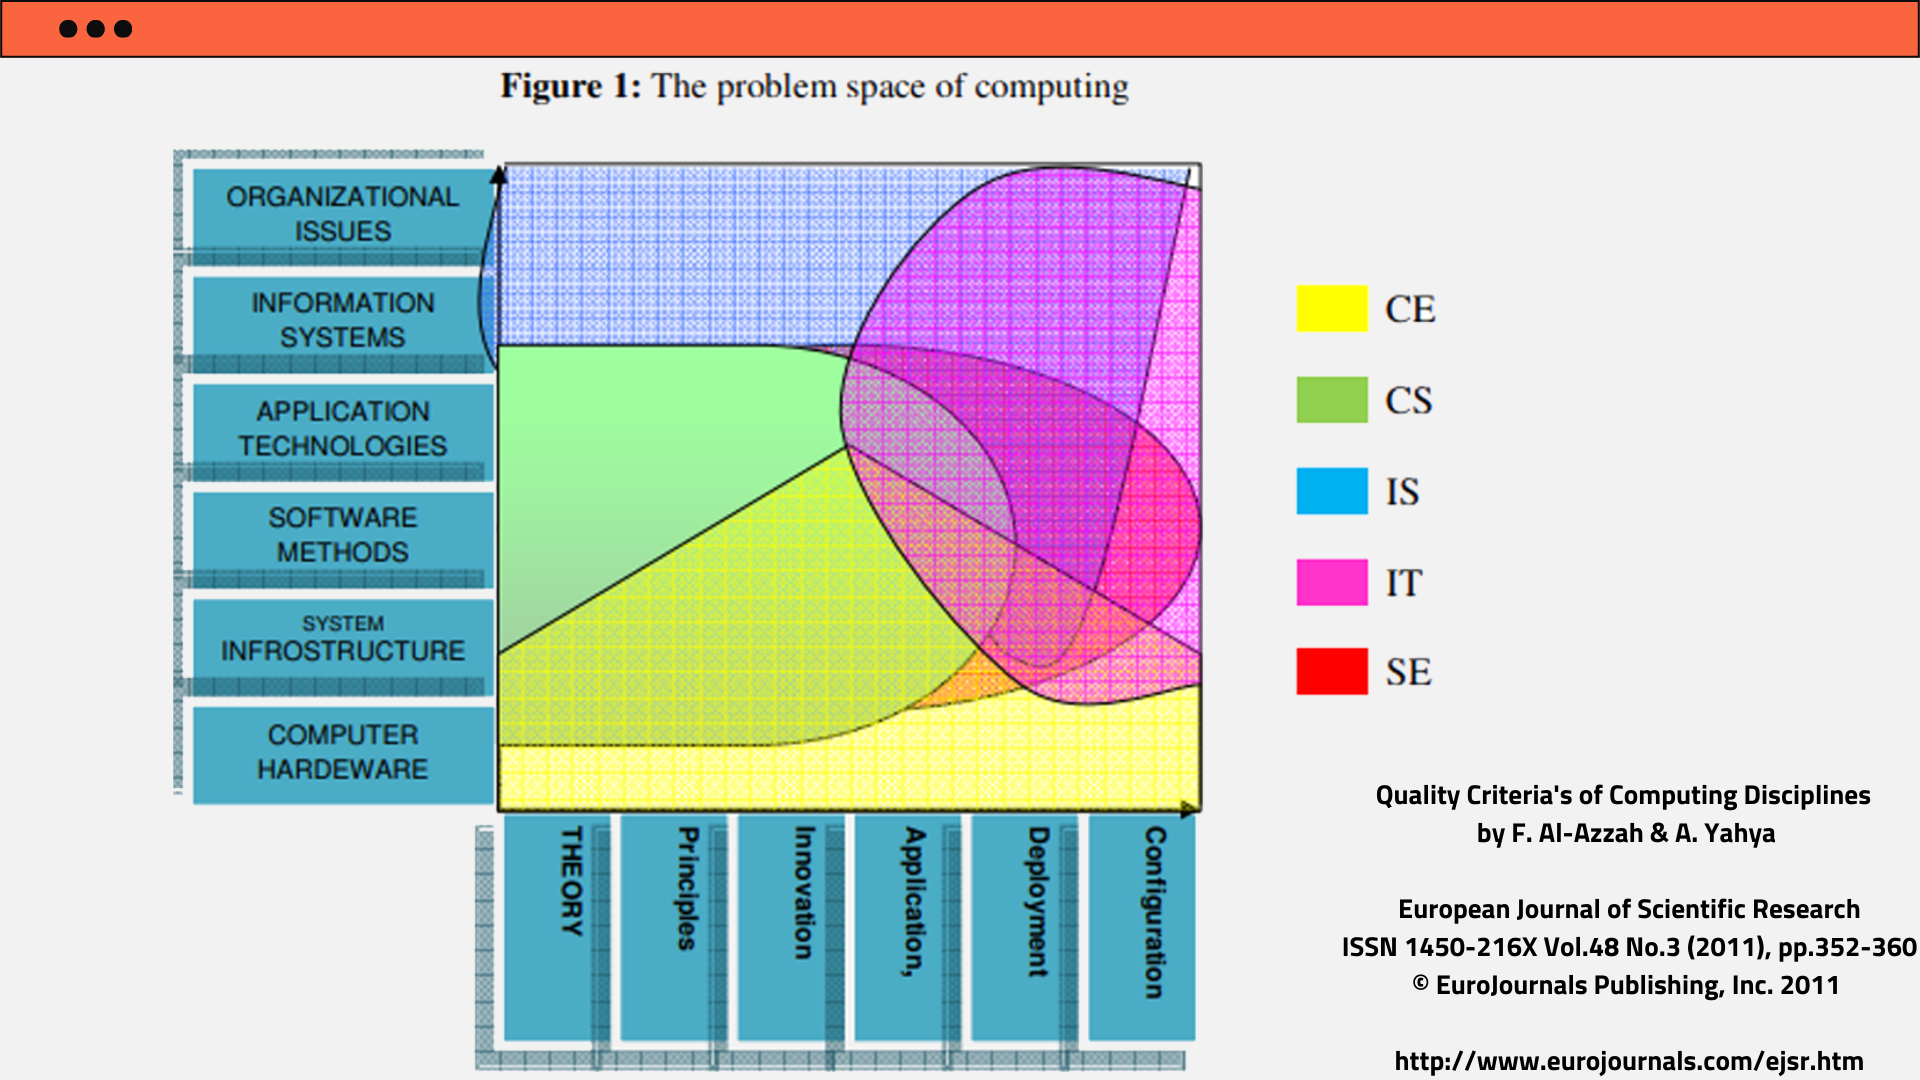 Figure 1: The problem space of computing
ORGANIZATIONAL
ISSUES
INFORMATION
SYSTEMS
APPLICATION
TECHNOLOGIES
SOFTWARE
METHODS
SYSTEM
INFROSTRUCTURE
COMPUTER
HARDEWARE
THEORY
Principles
Innovation
Application,
Deployment
Configuration
CE
CS
IS
IT
SE
Quality Criteria's of Computing Disciplines
by F. Al-Azzah & A. Yahya
European Journal of Scientific Research
ISSN 1450-216X Vol.48 No.3 (2011), pp.352-360
© EuroJournals Publishing, Inc. 2011
http://www.eurojournals.com/ejsr.htm